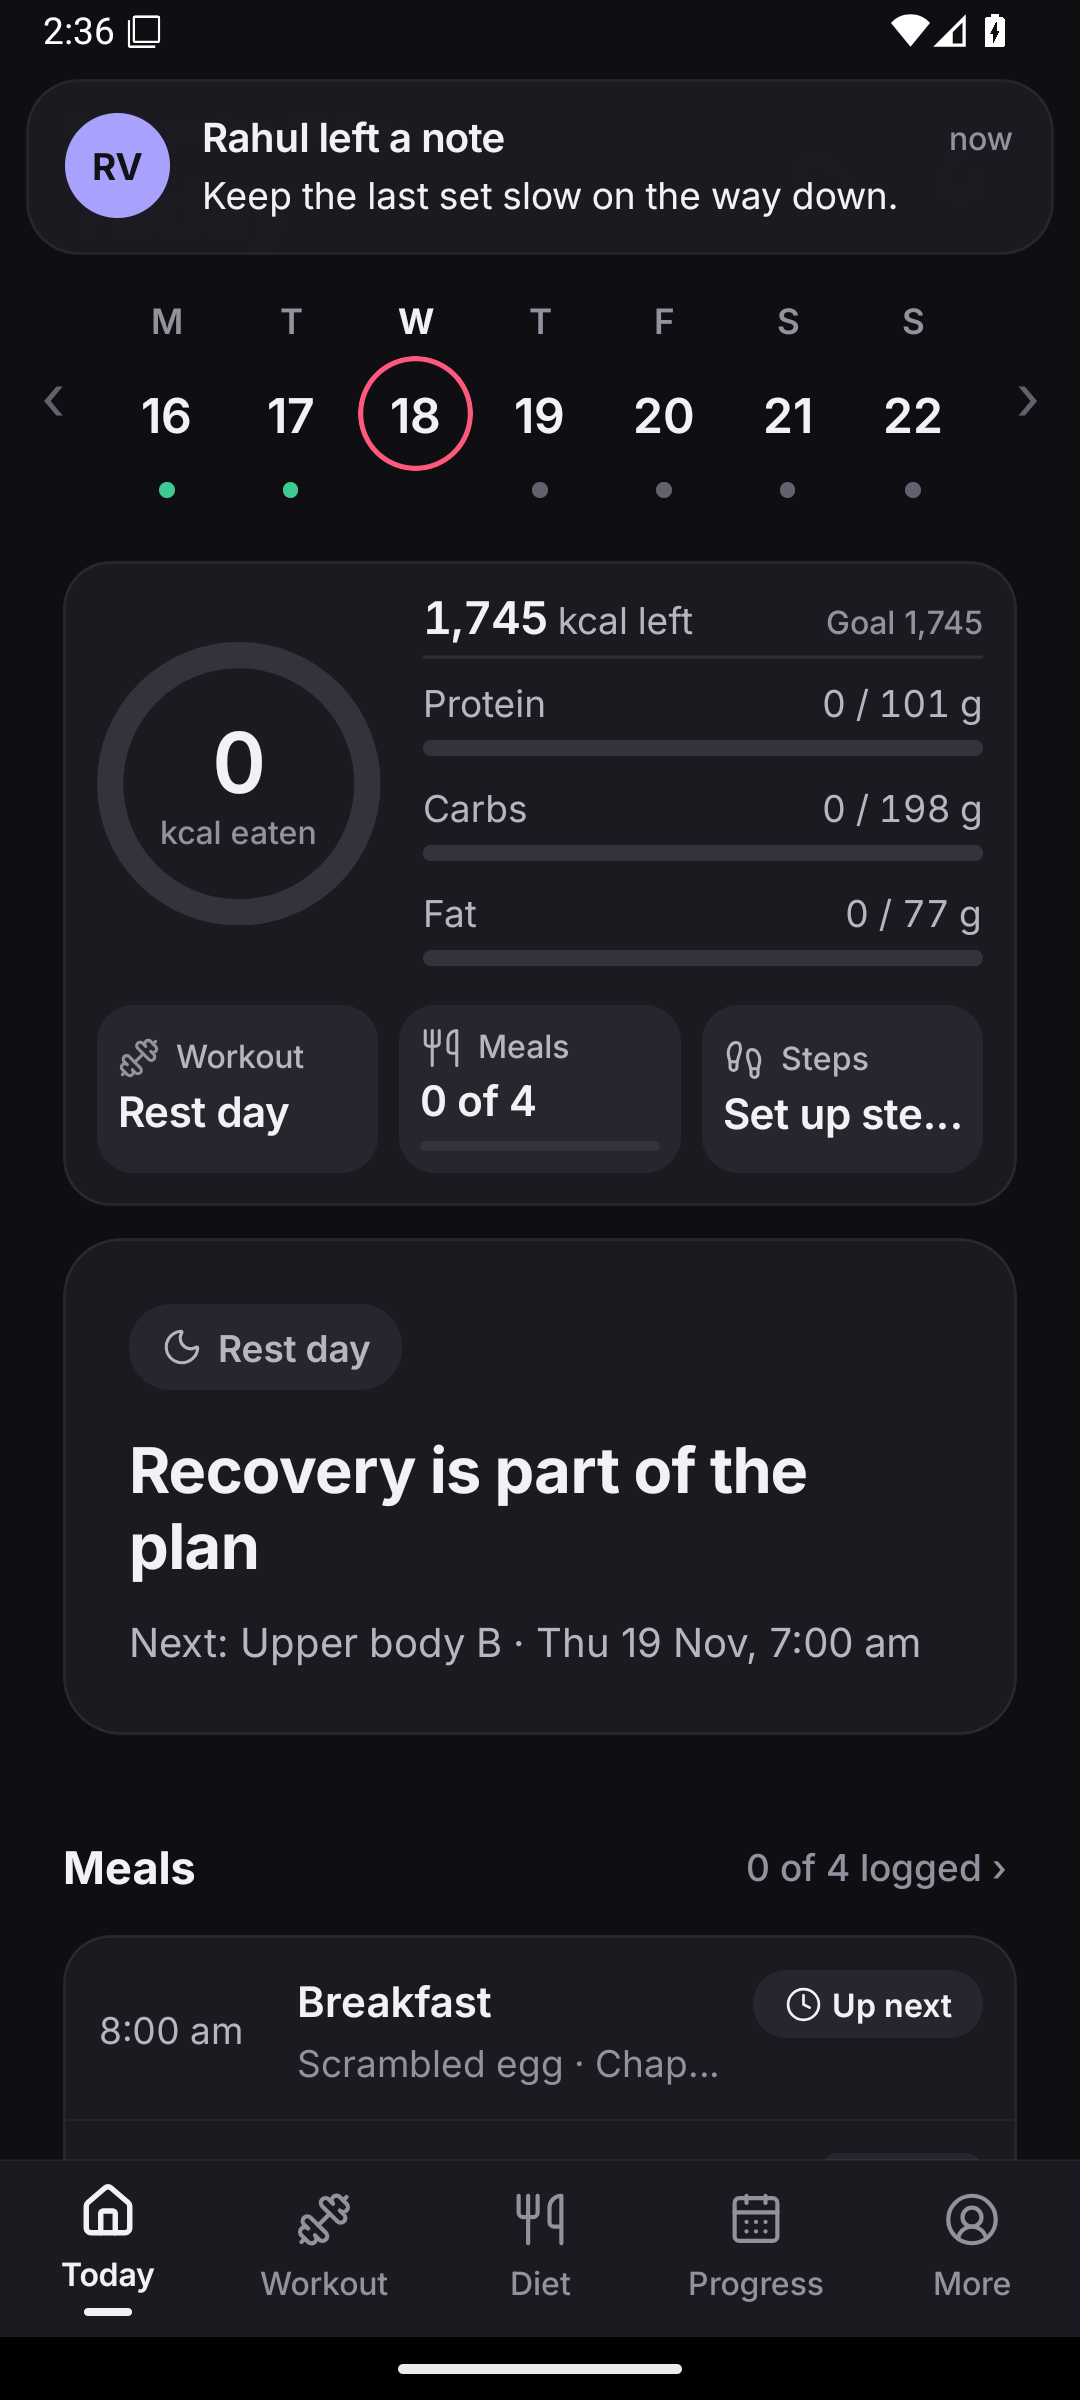 2:36
RV
Rahul left a note
now
Keep the last set slow on the way down.
M T W T F S S
‹ 16 17 18 19 20 21 22 ›
1,745 kcal left
Goal 1,745
0
kcal eaten
Protein
0 / 101 g
Carbs
0 / 198 g
Fat
0 / 77 g
Workout
Rest day
Meals
0 of 4
Steps
Set up ste...
Rest day
Recovery is part of the
plan
Next: Upper body B · Thu 19 Nov, 7:00 am
Meals
0 of 4 logged ›
8:00 am
Breakfast
Up next
Scrambled egg · Chap...
Today
Workout
Diet
Progress
More